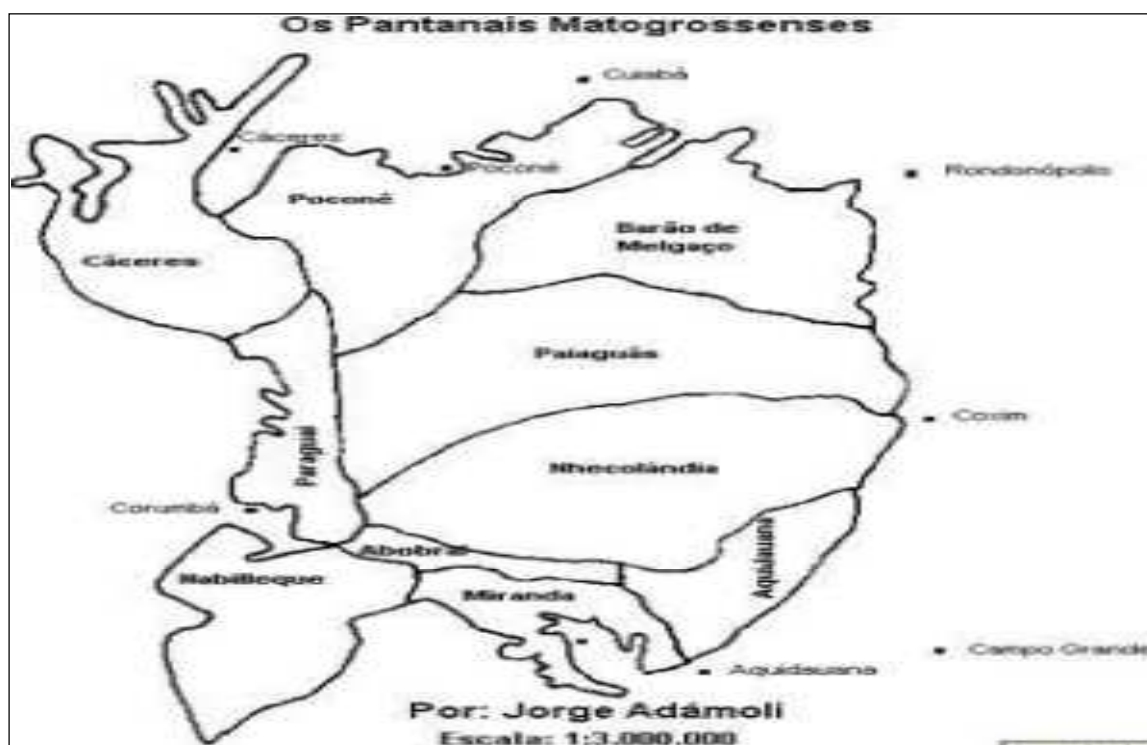 Os Pantanais Matogrossenses
Cuiabá
Cáceres
Poconé
Rondonópolis
Poconé
Barão de
Melgaço
Cáceres
Paiaguás
Coxim
Paraguai
Nhecolândia
Corumbá
Aquidauana
Abobral
Nabilleque
Miranda
Campo Grande
Aquidauana
Por: Jorge Adámoli
Escala: 1:3.000.000